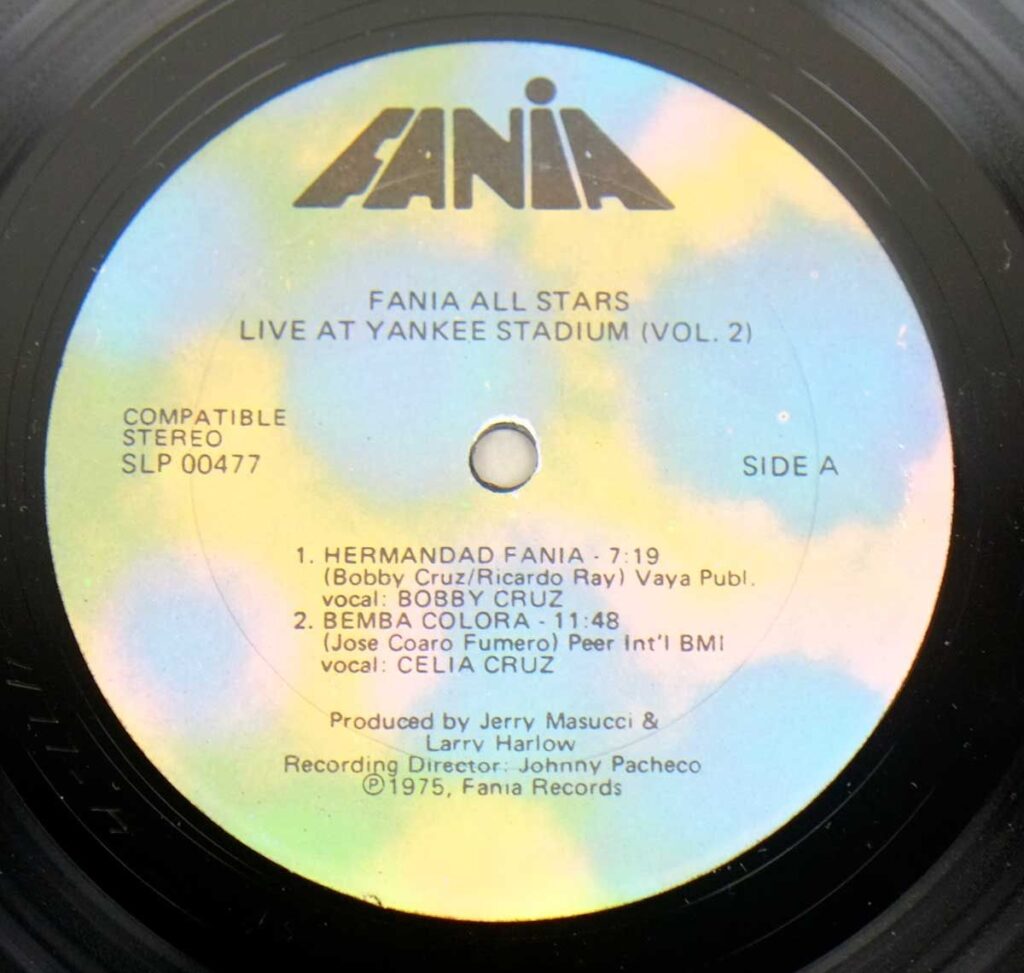 FANIA
FANIA ALL STARS
LIVE AT YANKEE STADIUM (VOL. 2)
COMPATIBLE
STEREO
SLP 00477
SIDE A
1. HERMANDAD FANIA - 7:19
(Bobby Cruz/Ricardo Ray) Vaya Publ.
vocal: BOBBY CRUZ
2. BEMBA COLORA - 11:48
(Jose Coaro Fumero) Peer Int'l BMI
vocal: CELIA CRUZ
Produced by Jerry Masucci &
Larry Harlow
Recording Director: Johnny Pacheco
Ⓟ1975, Fania Records